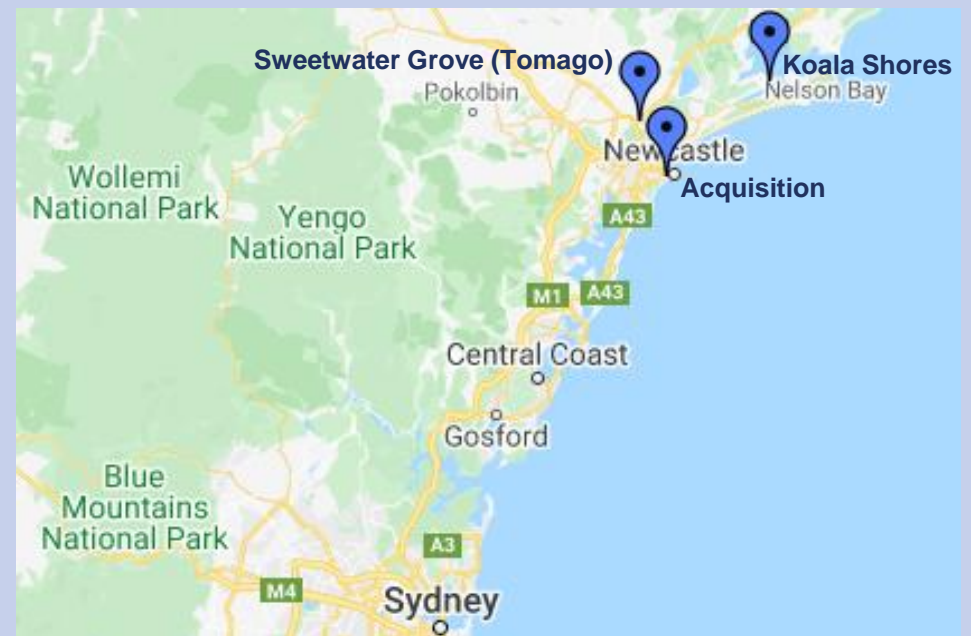 Sweetwater Grove (Tomago)
Koala Shores
Pokolbin
Nelson Bay
Newcastle
Wollemi
National Park
Acquisition
Yengo
National Park
A43
M1
A43
Central Coast
Gosford
Blue
Mountains
National Park
A3
M4
Sydney